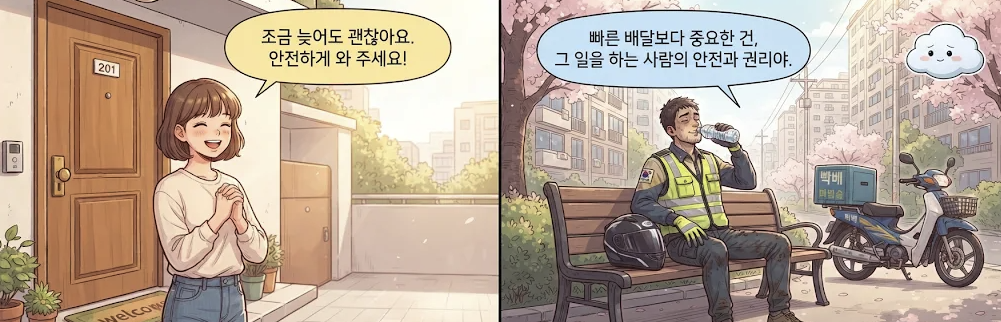 조금 늦어도 괜찮아요.
안전하게 와 주세요!
201
welcome
빠른 배달보다 중요한 건,
그 일을 하는 사람의 안전과 권리야.